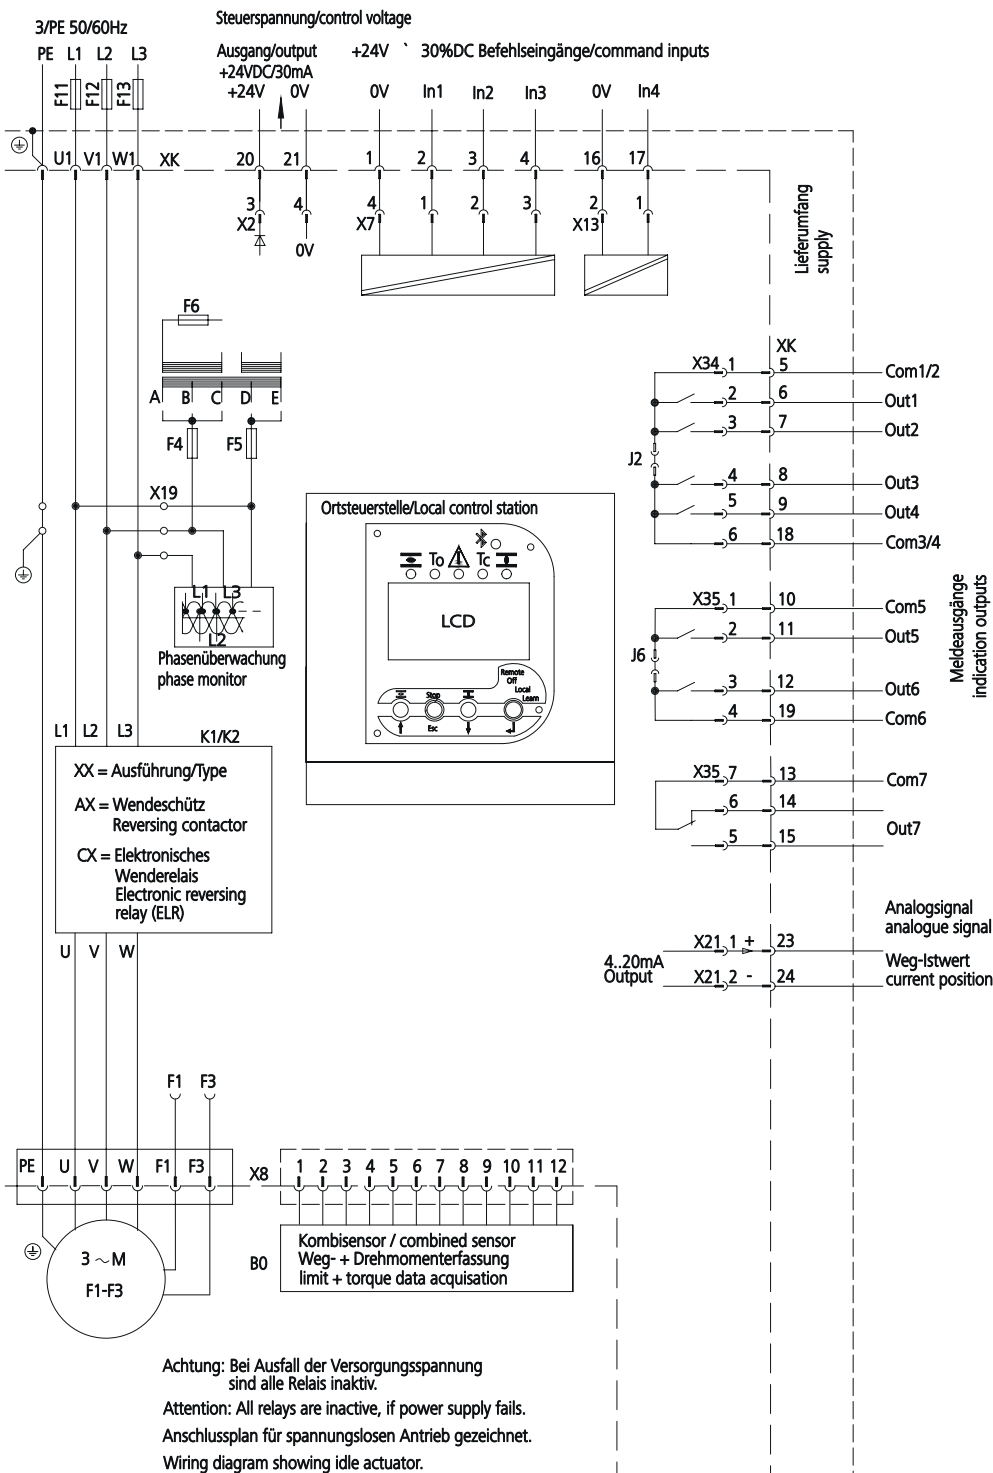 3/PE 50/60Hz
PE L1 L2 L3
F11 F12 F13
Steuerspannung/control voltage
Ausgang/output
+24VDC/30mA
+24V 0V
+24V ` 30%DC Befehlseingänge/command inputs
0V In1 In2 In3 0V In4
U1 V1 W1 XK 20 21 1 2 3 4 16 17
3 4 4 1 2 3 2 1
X2 X7 X13
0V
Lieferumfang
supply
F6
A B C D E
F4 F5
X19
L1 L3
L2
Phasenüberwachung
phase monitor
Ortsteuerstelle/Local control station
To Tc
LCD
Remote
Off
Local
Learn
Stop
Esc
XK
X34 1 5 Com1/2
2 6 Out1
3 7 Out2
J2
4 8 Out3
5 9 Out4
6 18 Com3/4
X35 1 10 Com5
2 11 Out5
J6
3 12 Out6
4 19 Com6
X35 7 13 Com7
6 14
Out7
5 15
Meldeausgänge
indication outputs
Analogsignal
analogue signal
X21 1 + 23
4..20mA
Output
Weg-Istwert
current position
X21 2 - 24
L1 L2 L3 K1/K2
XX = Ausführung/Type
AX = Wendeschütz
Reversing contactor
CX = Elektronisches
Wenderelais
Electronic reversing
relay (ELR)
U V W
F1 F3
PE U V W F1 F3 X8 1 2 3 4 5 6 7 8 9 10 11 12
3 ~ M
F1-F3
B0
Kombisensor / combined sensor
Weg- + Drehmomenterfassung
limit + torque data acquisation
Achtung: Bei Ausfall der Versorgungsspannung
sind alle Relais inaktiv.
Attention: All relays are inactive, if power supply fails.
Anschlussplan für spannungslosen Antrieb gezeichnet.
Wiring diagram showing idle actuator.